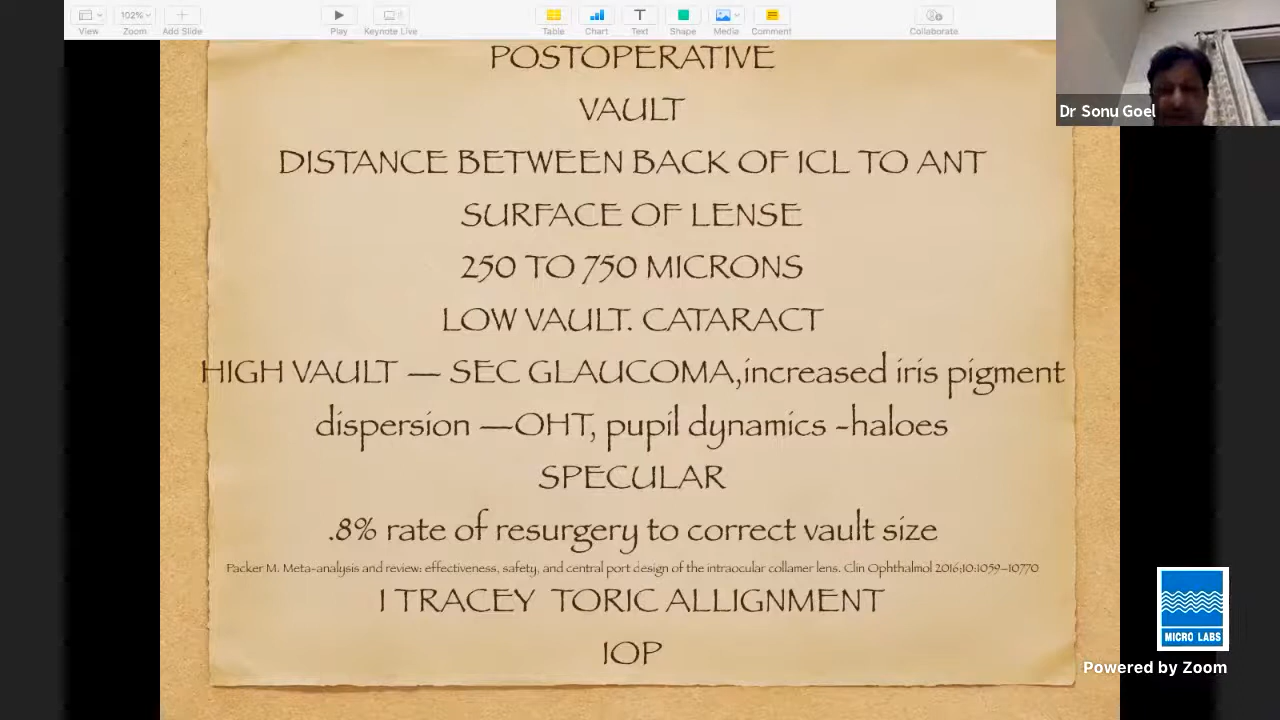 View
102%
Zoom
Add Slide
Play
Keynote Live
Table
Chart
T
Text
Shape
Media
Comment
Collaborate
Dr Sonu Goel
POSTOPERATIVE
VAULT
DISTANCE BETWEEN BACK OF ICL TO ANT
SURFACE OF LENSE
250 TO 750 MICRONS
LOW VAULT. CATARACT
HIGH VAULT — SEC GLAUCOMA,increased iris pigment
dispersion —OHT, pupil dynamics -haloes
SPECULAR
.8% rate of resurgery to correct vault size
Packer M. Meta-analysis and review: effectiveness, safety, and central port design of the intraocular collamer lens. Clin Ophthalmol 2016;10:1059–10770
I TRACEY TORIC ALLIGNMENT
IOP
MICRO LABS
Powered by Zoom